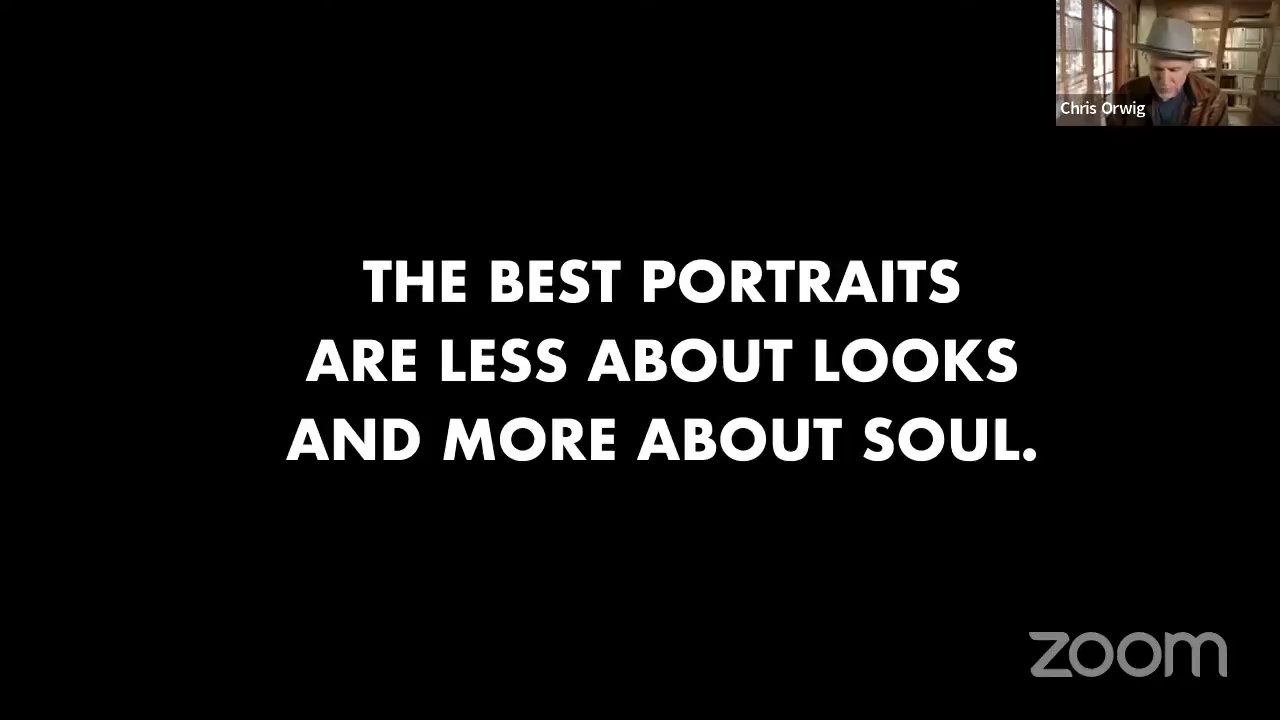 Chris Orwig
THE BEST PORTRAITS
ARE LESS ABOUT LOOKS
AND MORE ABOUT SOUL.
zoom